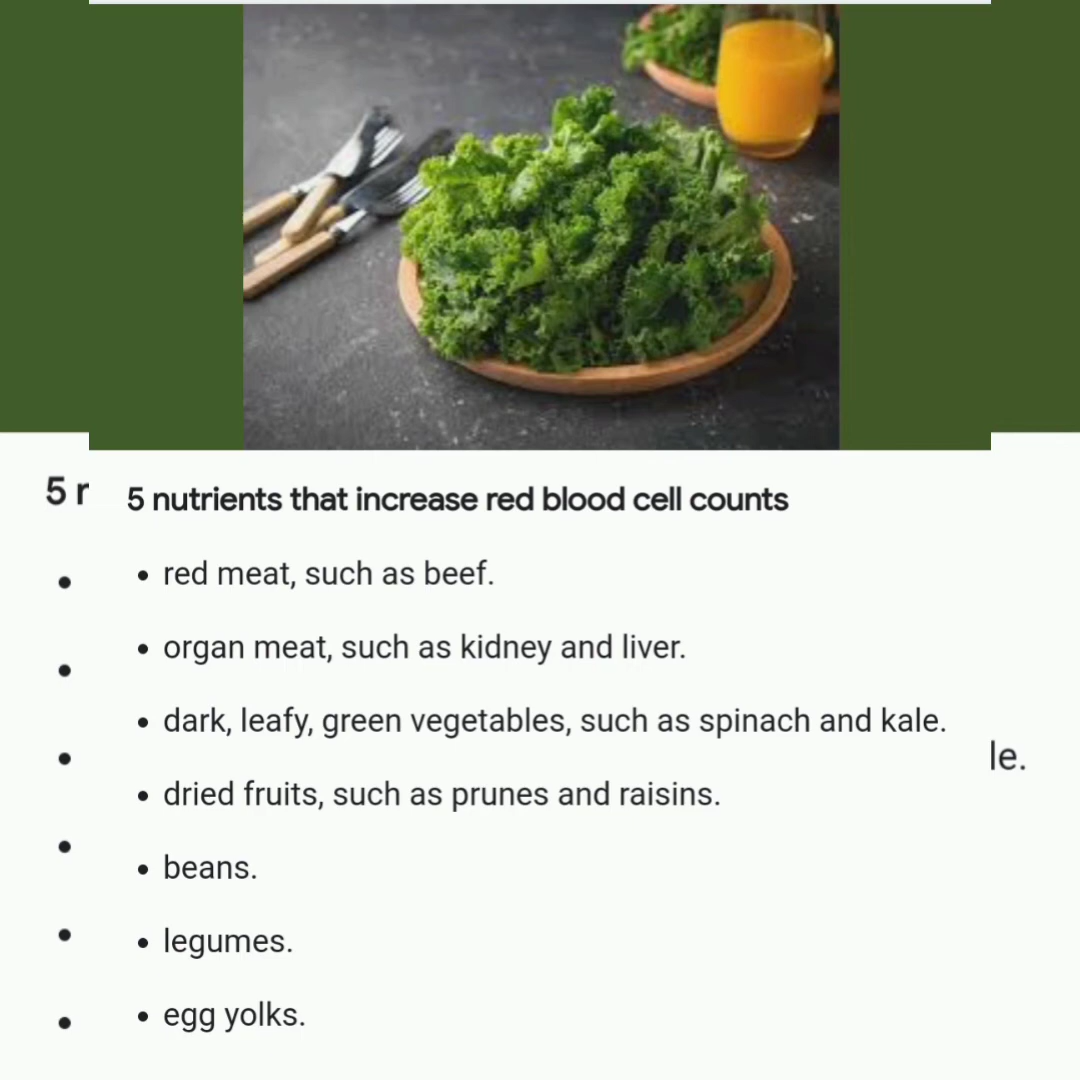 5 r
5 nutrients that increase red blood cell counts
• red meat, such as beef.
• organ meat, such as kidney and liver.
• dark, leafy, green vegetables, such as spinach and kale.
le.
• dried fruits, such as prunes and raisins.
• beans.
• legumes.
• egg yolks.